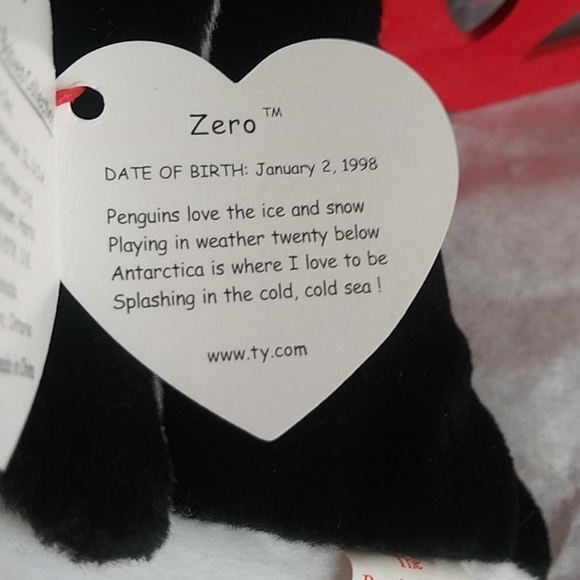 Zero™
DATE OF BIRTH: January 2, 1998
Penguins love the ice and snow
Playing in weather twenty below
Antarctica is where I love to be
Splashing in the cold, cold sea !
www.ty.com
The